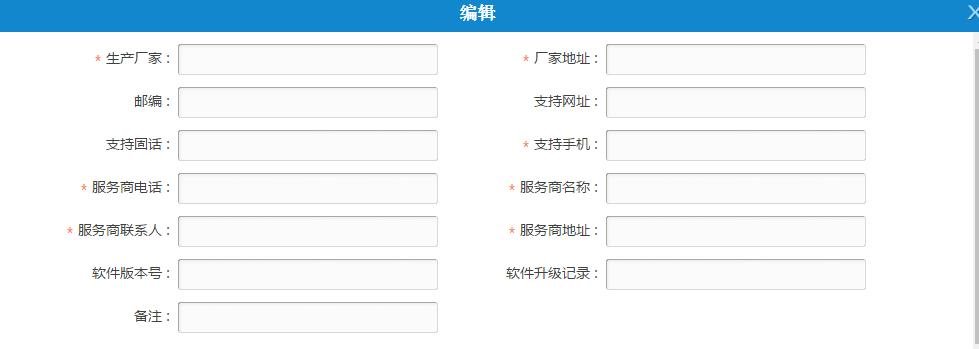 编辑
* 生产厂家： * 厂家地址：
邮编： 支持网址：
支持固话： * 支持手机：
* 服务商电话： * 服务商名称：
* 服务商联系人： * 服务商地址：
软件版本号： 软件升级记录：
备注：